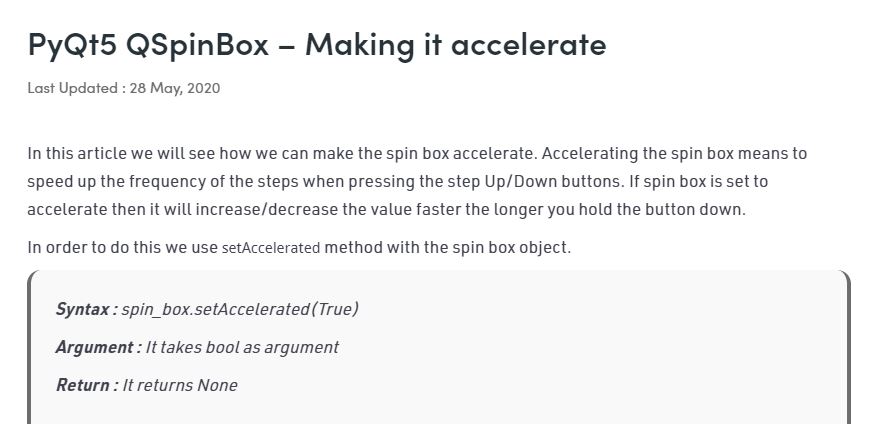 PyQt5 QSpinBox – Making it accelerate
Last Updated : 28 May, 2020
In this article we will see how we can make the spin box accelerate. Accelerating the spin box means to
speed up the frequency of the steps when pressing the step Up/Down buttons. If spin box is set to
accelerate then it will increase/decrease the value faster the longer you hold the button down.
In order to do this we use setAccelerated method with the spin box object.
Syntax : spin_box.setAccelerated(True)
Argument : It takes bool as argument
Return : It returns None